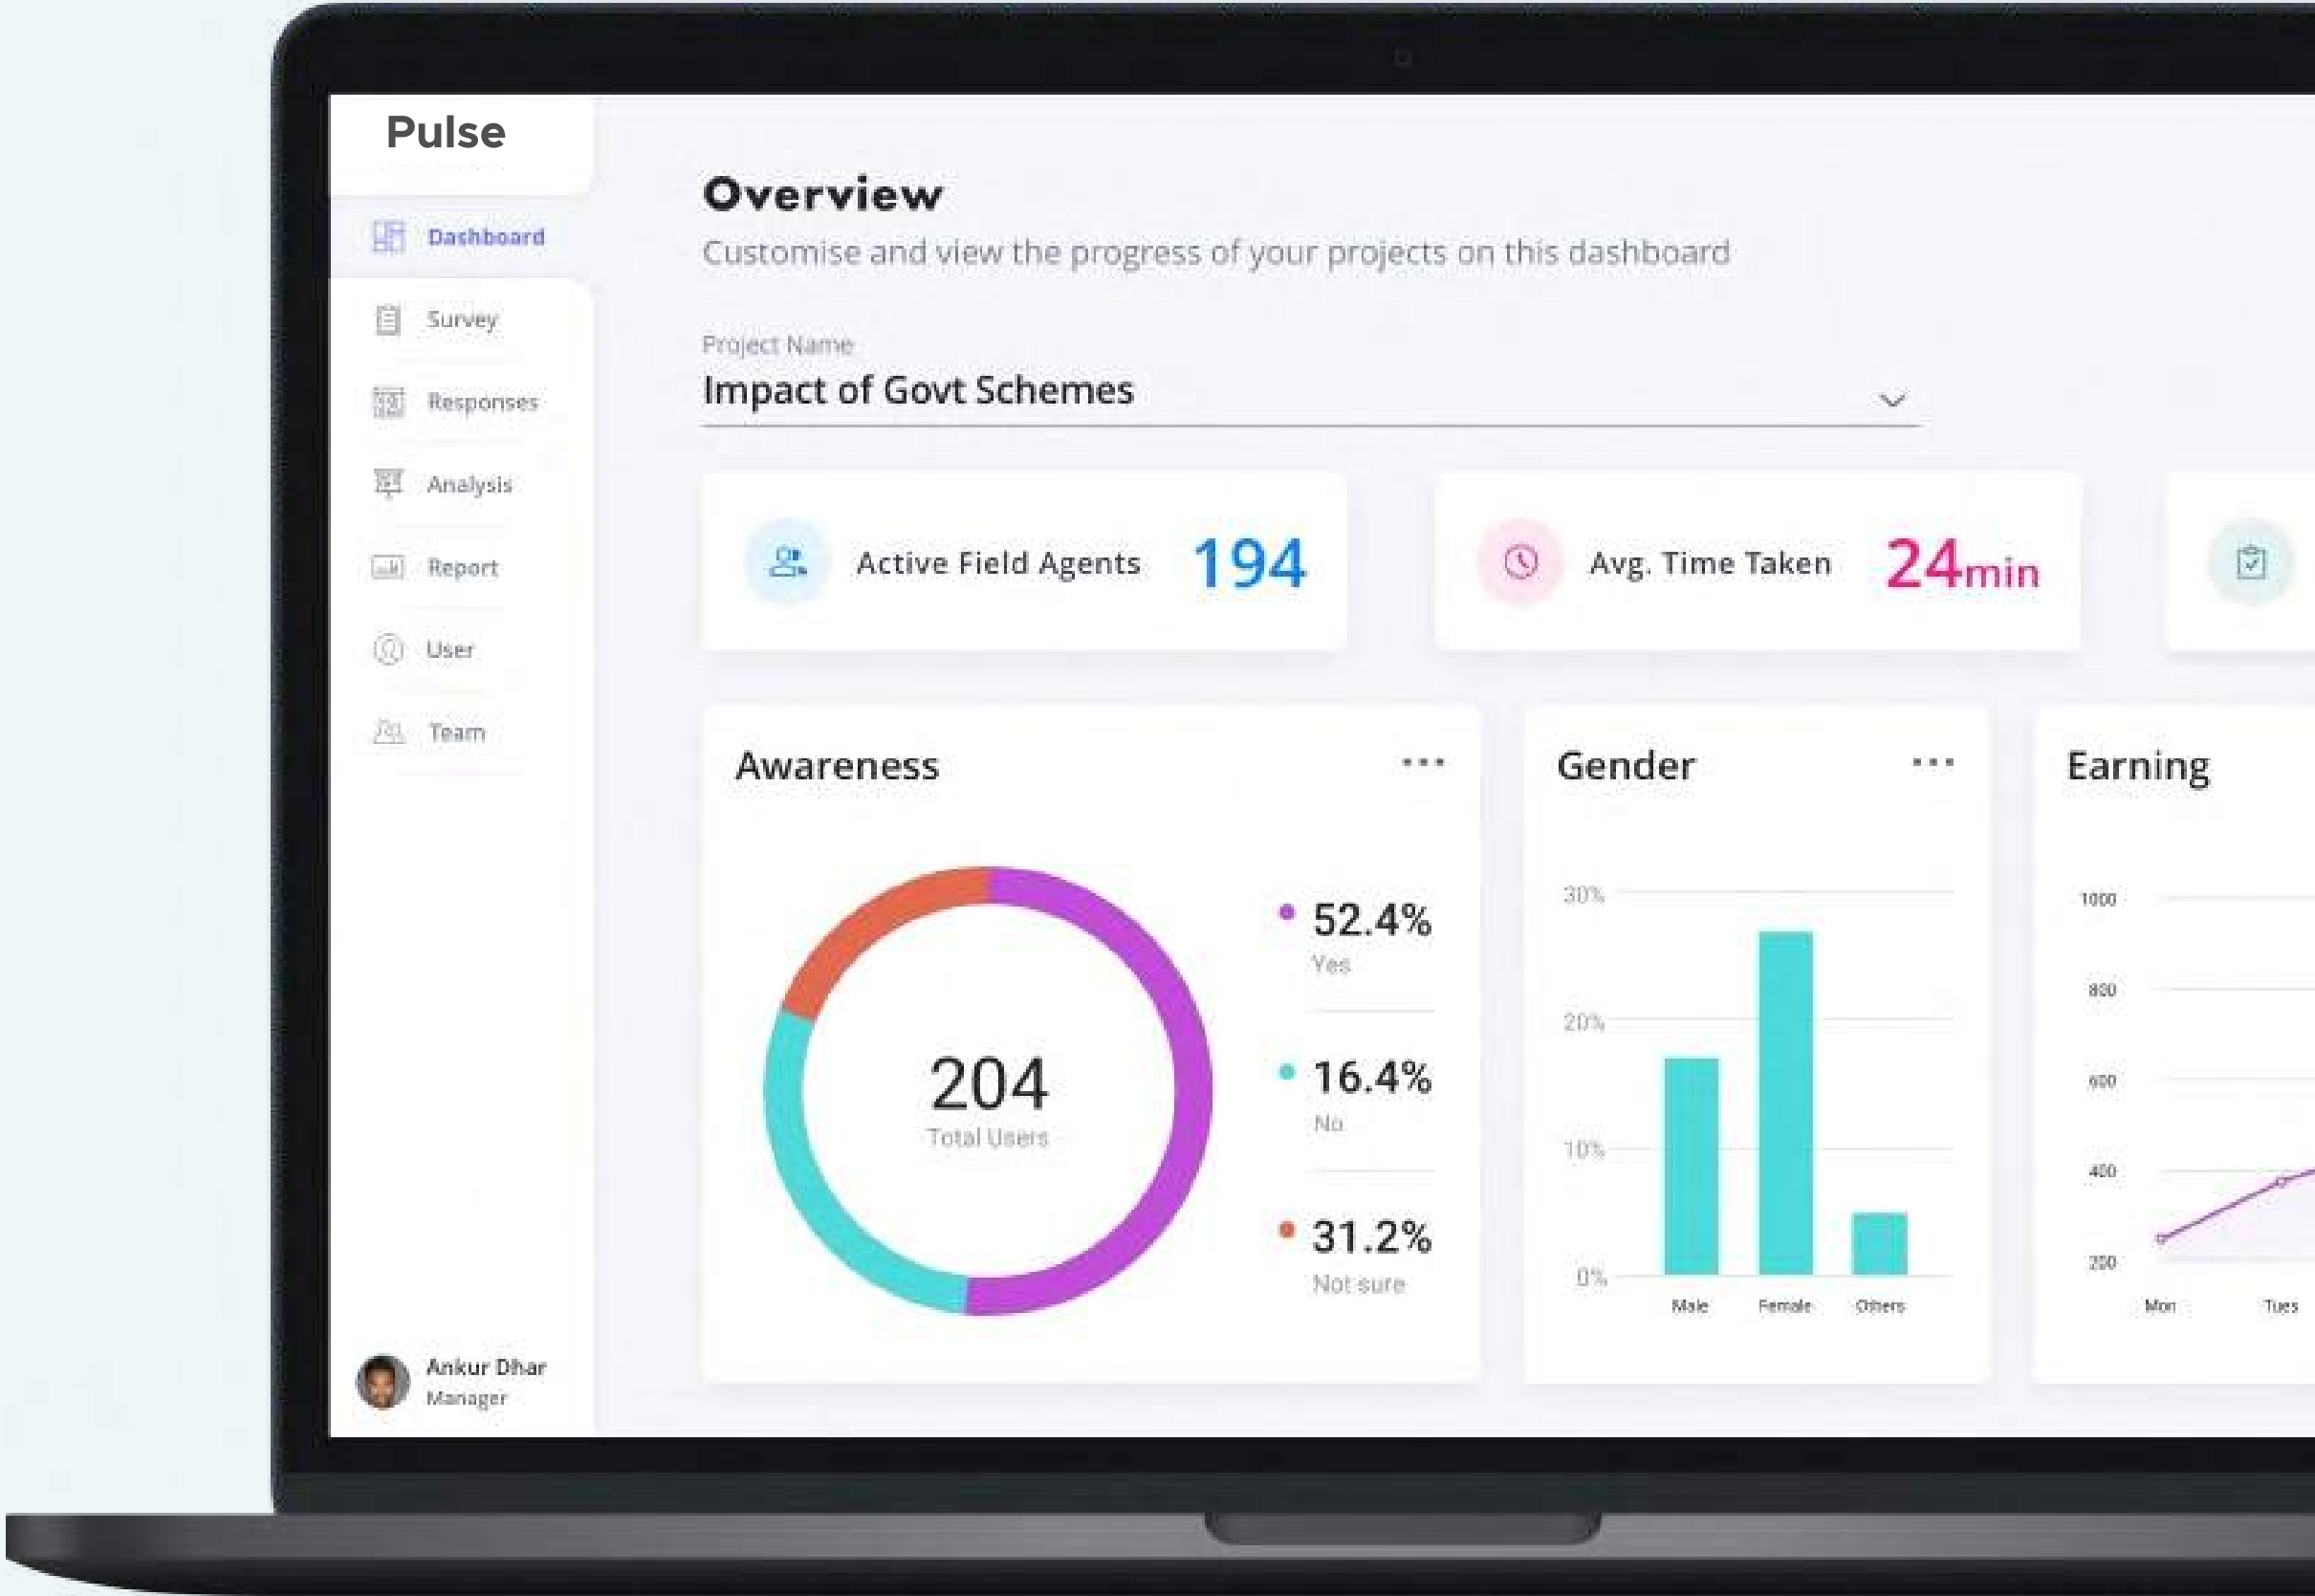 Pulse
Dashboard
Survey
Responses
Analysis
Report
User
Team
Ankur Dhar
Manager
Overview
Customise and view the progress of your projects on this dashboard
Project Name
Impact of Govt Schemes
Active Field Agents 194
Avg. Time Taken 24min
Awareness
204
Total Users
52.4%
Yes
16.4%
No
31.2%
Not sure
Gender
30%
20%
10%
0%
Male Female Others
Earning
1000
800
600
400
200
Mon Tues